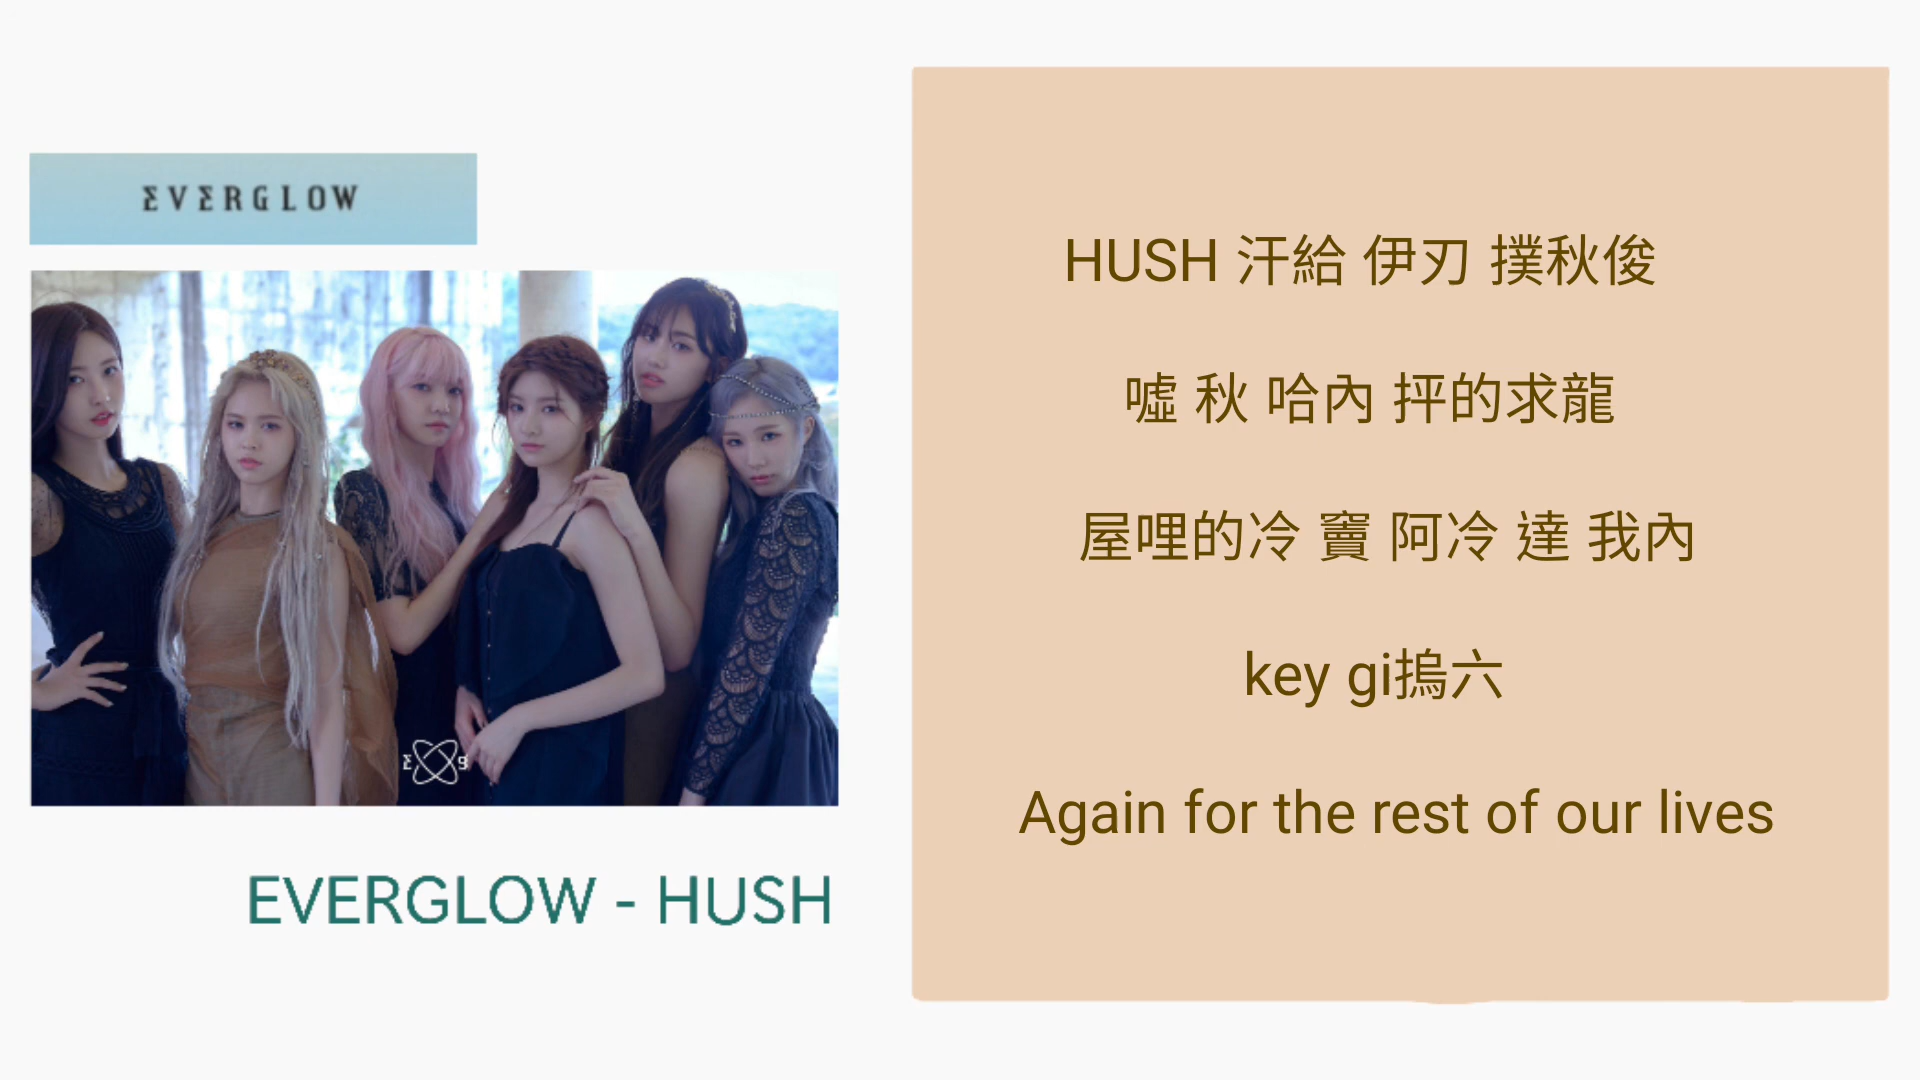 EVERGLOW
E 9
EVERGLOW - HUSH
HUSH 汗給 伊刃 撲秋俊
噓 秋 哈內 抨的求龍
屋哩的冷 竇 阿冷 達 我內
key gi摀六
Again for the rest of our lives